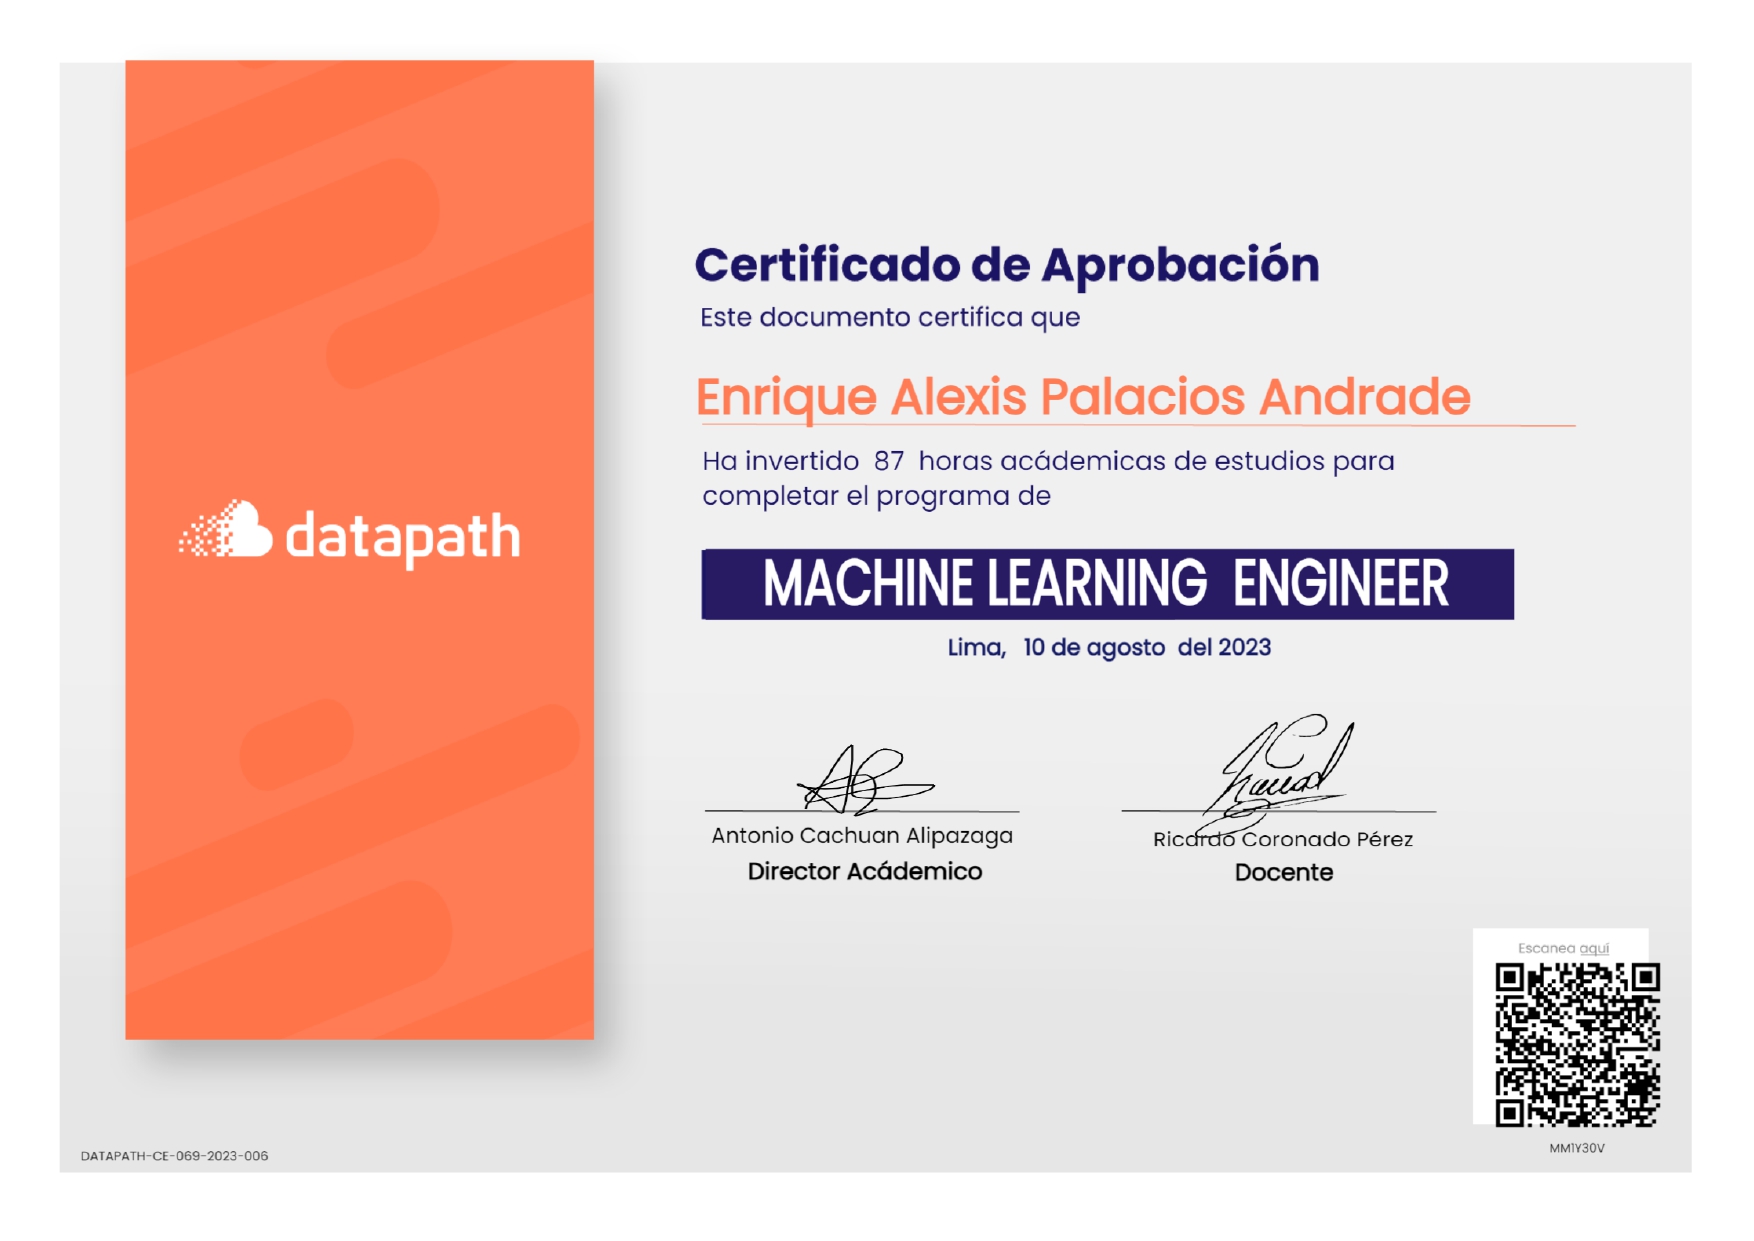 Certificado de Aprobación
Este documento certifica que
Enrique Alexis Palacios Andrade
Ha invertido 87 horas acádemicas de estudios para
completar el programa de
datapath
MACHINE LEARNING ENGINEER
Lima, 10 de agosto del 2023
Antonio Cachuan Alipazaga
Director Acádemico
Ricardo Coronado Pérez
Docente
Escanea aquí
MM1Y30V
DATAPATH-CE-069-2023-006